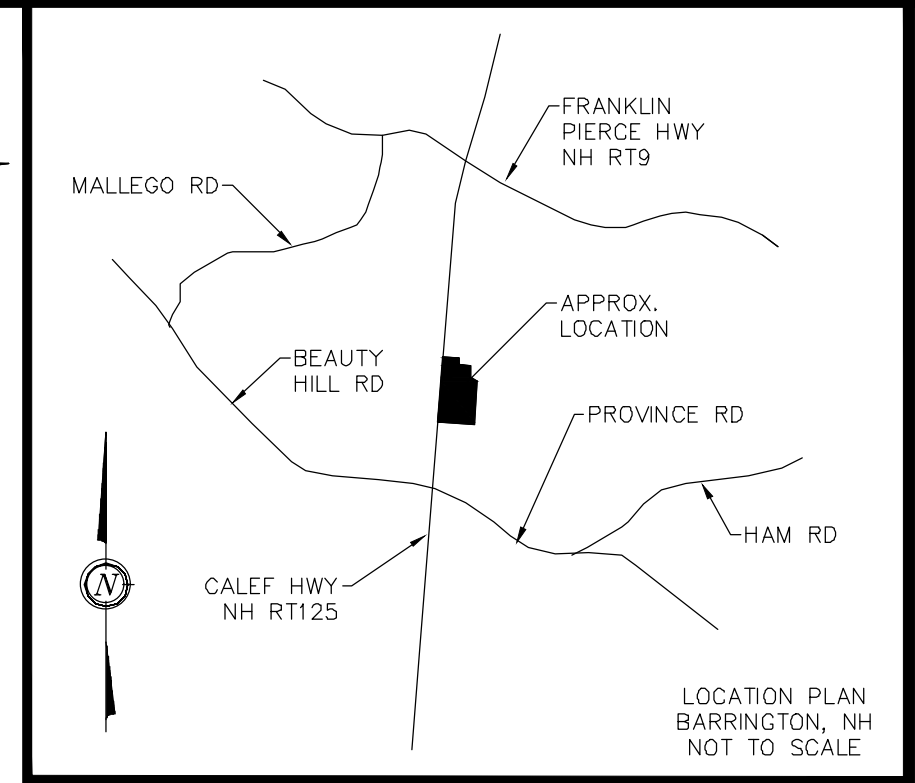 FRANKLIN
PIERCE HWY
NH RT9
MALLEGO RD
APPROX.
LOCATION
BEAUTY
HILL RD
PROVINCE RD
HAM RD
CALEF HWY
NH RT125
N
LOCATION PLAN
BARRINGTON, NH
NOT TO SCALE